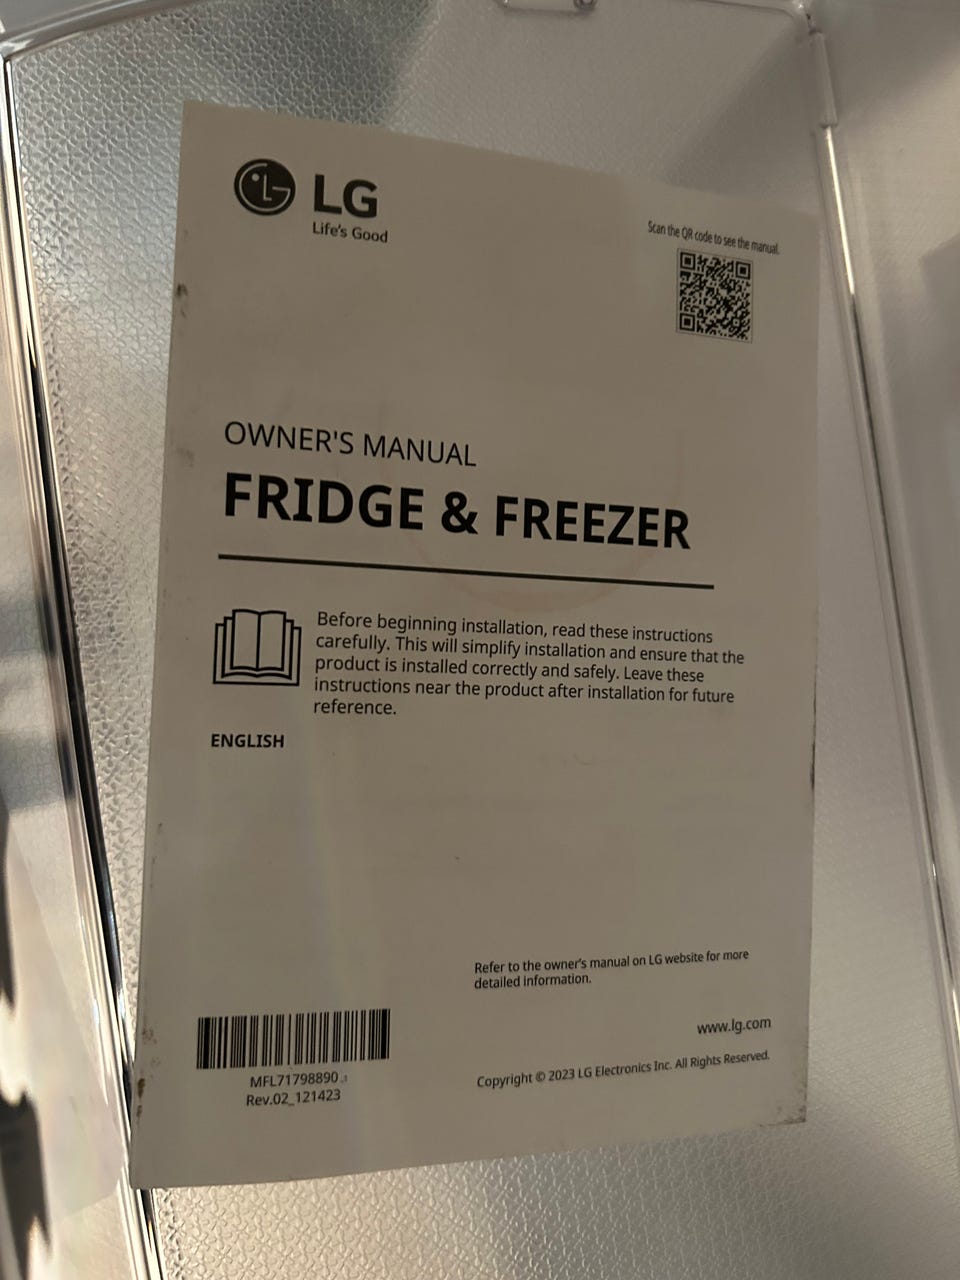 LG
Life's Good
Scan the QR code to see the manual.
OWNER'S MANUAL
FRIDGE & FREEZER
Before beginning installation, read these instructions
carefully. This will simplify installation and ensure that the
product is installed correctly and safely. Leave these
instructions near the product after installation for future
reference.
ENGLISH
Refer to the owner's manual on LG website for more
detailed information.
www.lg.com
MFL71798890
Rev.02_121423
Copyright © 2023 LG Electronics Inc. All Rights Reserved.